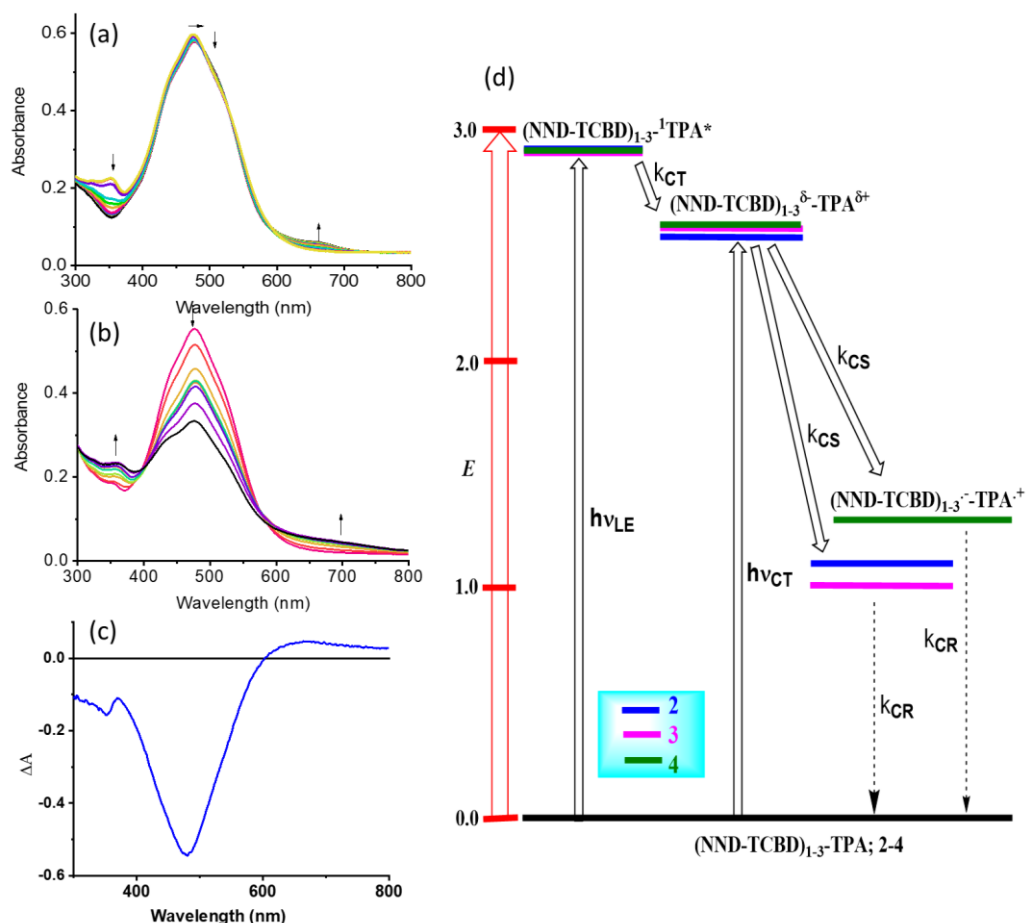 (a)
0.6
0.4
0.2
0.0
Absorbance
300 400 500 600 700 800
Wavelength (nm)
(b)
0.6
0.4
0.2
0.0
Absorbance
300 400 500 600 700 800
Wavelength (nm)
(c)
0.0
-0.2
-0.4
-0.6
ΔA
400 600 800
Wavelength (nm)
(d)
3.0
2.0
1.0
0.0
E
(NND-TCBD)₁₋₃-¹TPA*
kCT
(NND-TCBD)₁₋₃δ--TPAδ+
kCS
kCS
(NND-TCBD)₁₋₃·--TPA·+
hνLE
hνCT
kCR
kCR
2
3
4
(NND-TCBD)₁₋₃-TPA; 2-4